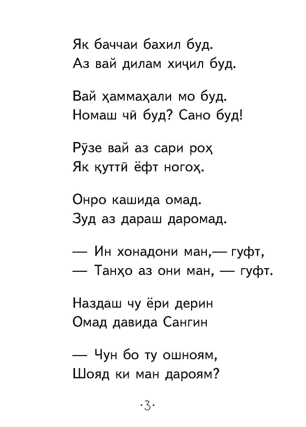 Як баччаи бахил буд.
Аз вай дилам хиҷил буд.
Вай ҳаммаҳали мо буд.
Номаш чӣ буд? Сано буд!
Рӯзе вай аз сари роҳ
Як қуттӣ ёфт ногоҳ.
Онро кашида омад.
Зуд аз дараш даромад.
— Ин хонадони ман,— гуфт,
— Танҳо аз они ман, — гуфт.
Наздаш чу ёри дерин
Омад давида Сангин
— Чун бо ту ошноям,
Шояд ки ман дароям?
·3·